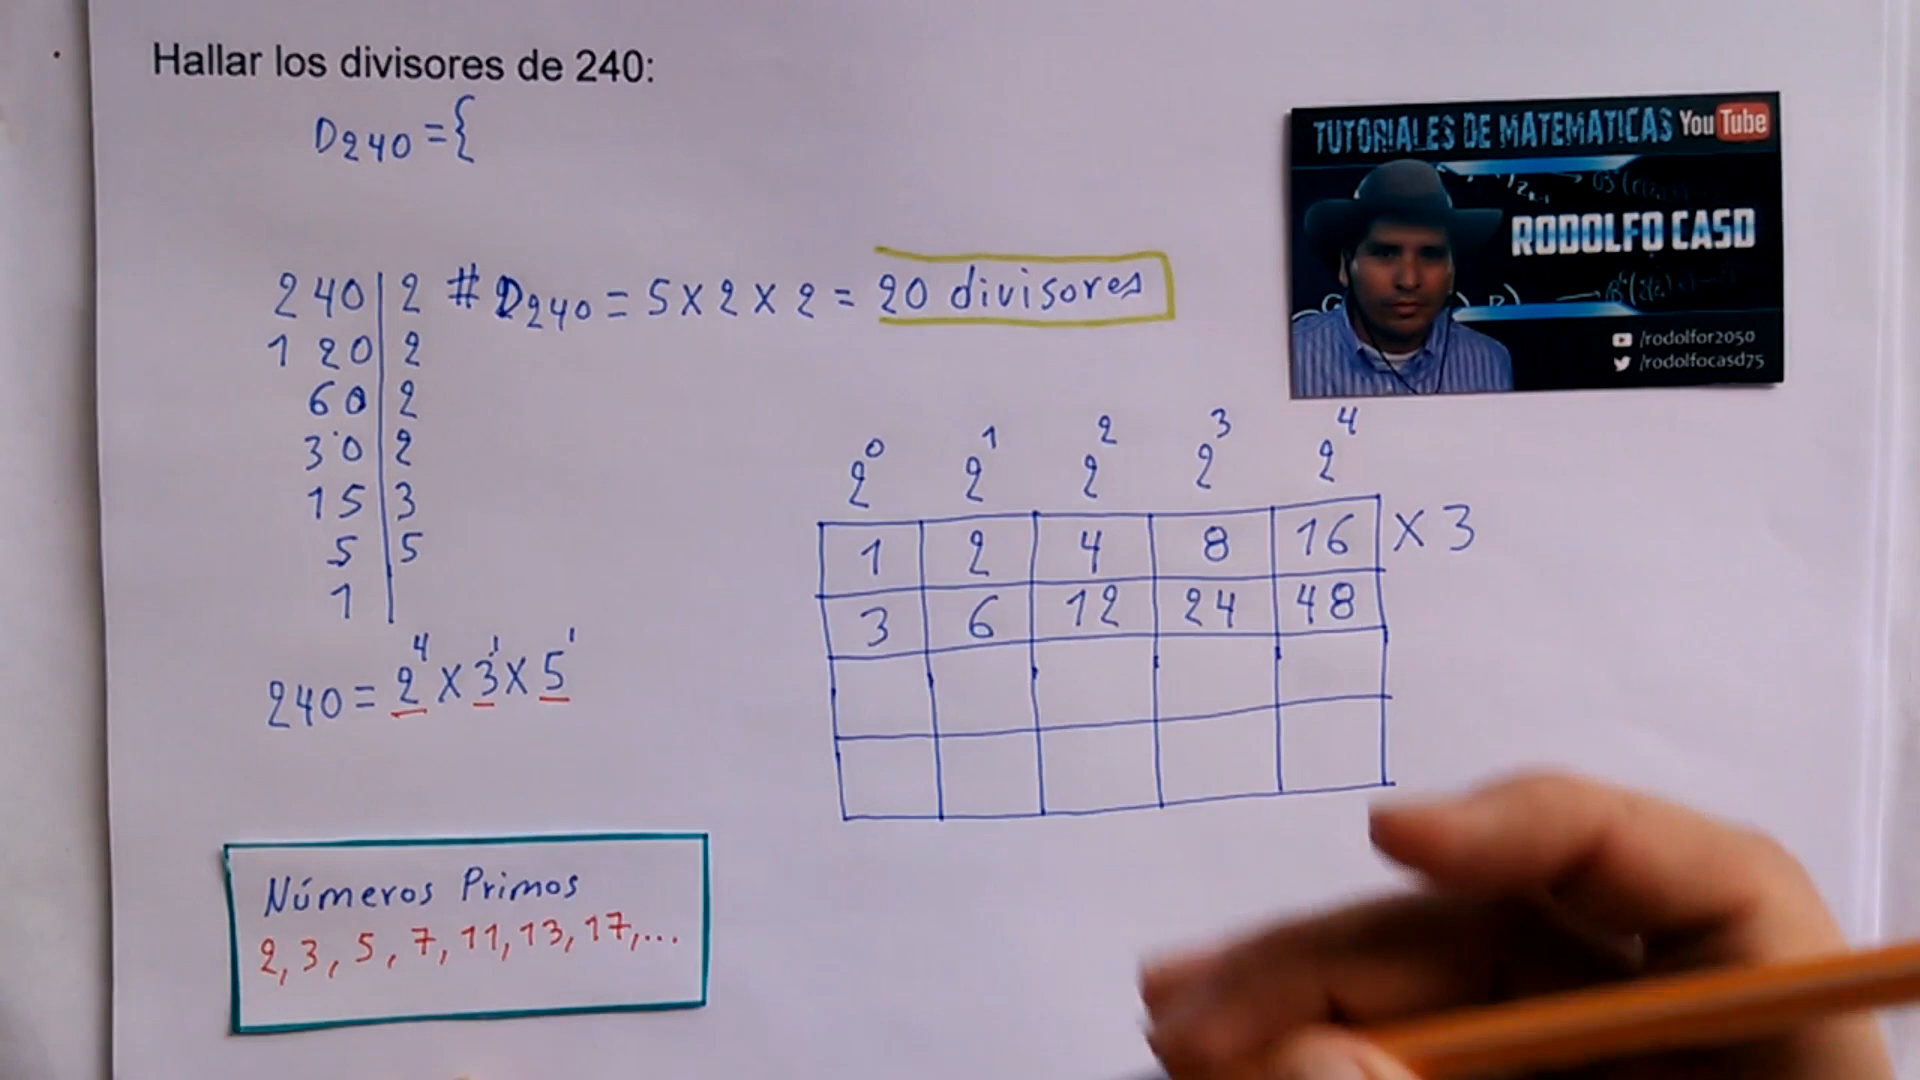 Hallar los divisores de 240:
D240 = {
240 | 2 # D240 = 5 x 2 x 2 = 20 divisores
120 | 2
60 | 2
30 | 2
15 | 3
5 | 5
1 |
240 = 2⁴ x 3¹ x 5¹
Números Primos
2, 3, 5, 7, 11, 13, 17, ...
TUTORIALES DE MATEMATICAS YouTube
RODOLFO CASD
/rodolfor2050
/rodolfocasd75
2⁰ 2¹ 2² 2³ 2⁴
1 2 4 8 16 x 3
3 6 12 24 48